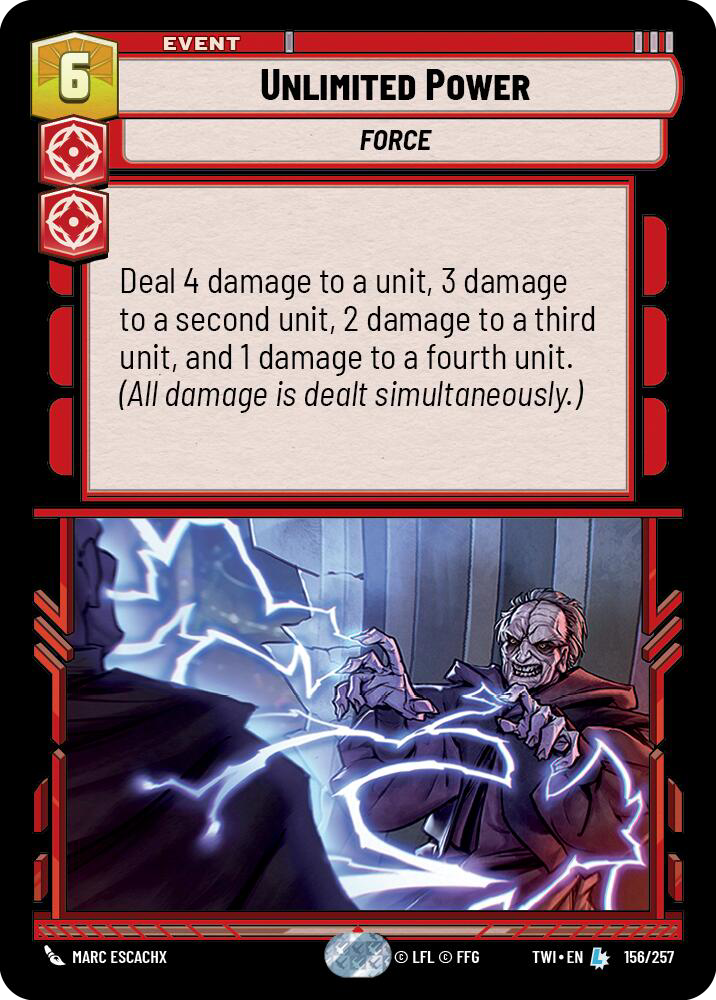 EVENT
6
UNLIMITED POWER
FORCE
Deal 4 damage to a unit, 3 damage
to a second unit, 2 damage to a third
unit, and 1 damage to a fourth unit.
(All damage is dealt simultaneously.)
MARC ESCACHX
© LFL © FFG
TWI • EN L 156/257